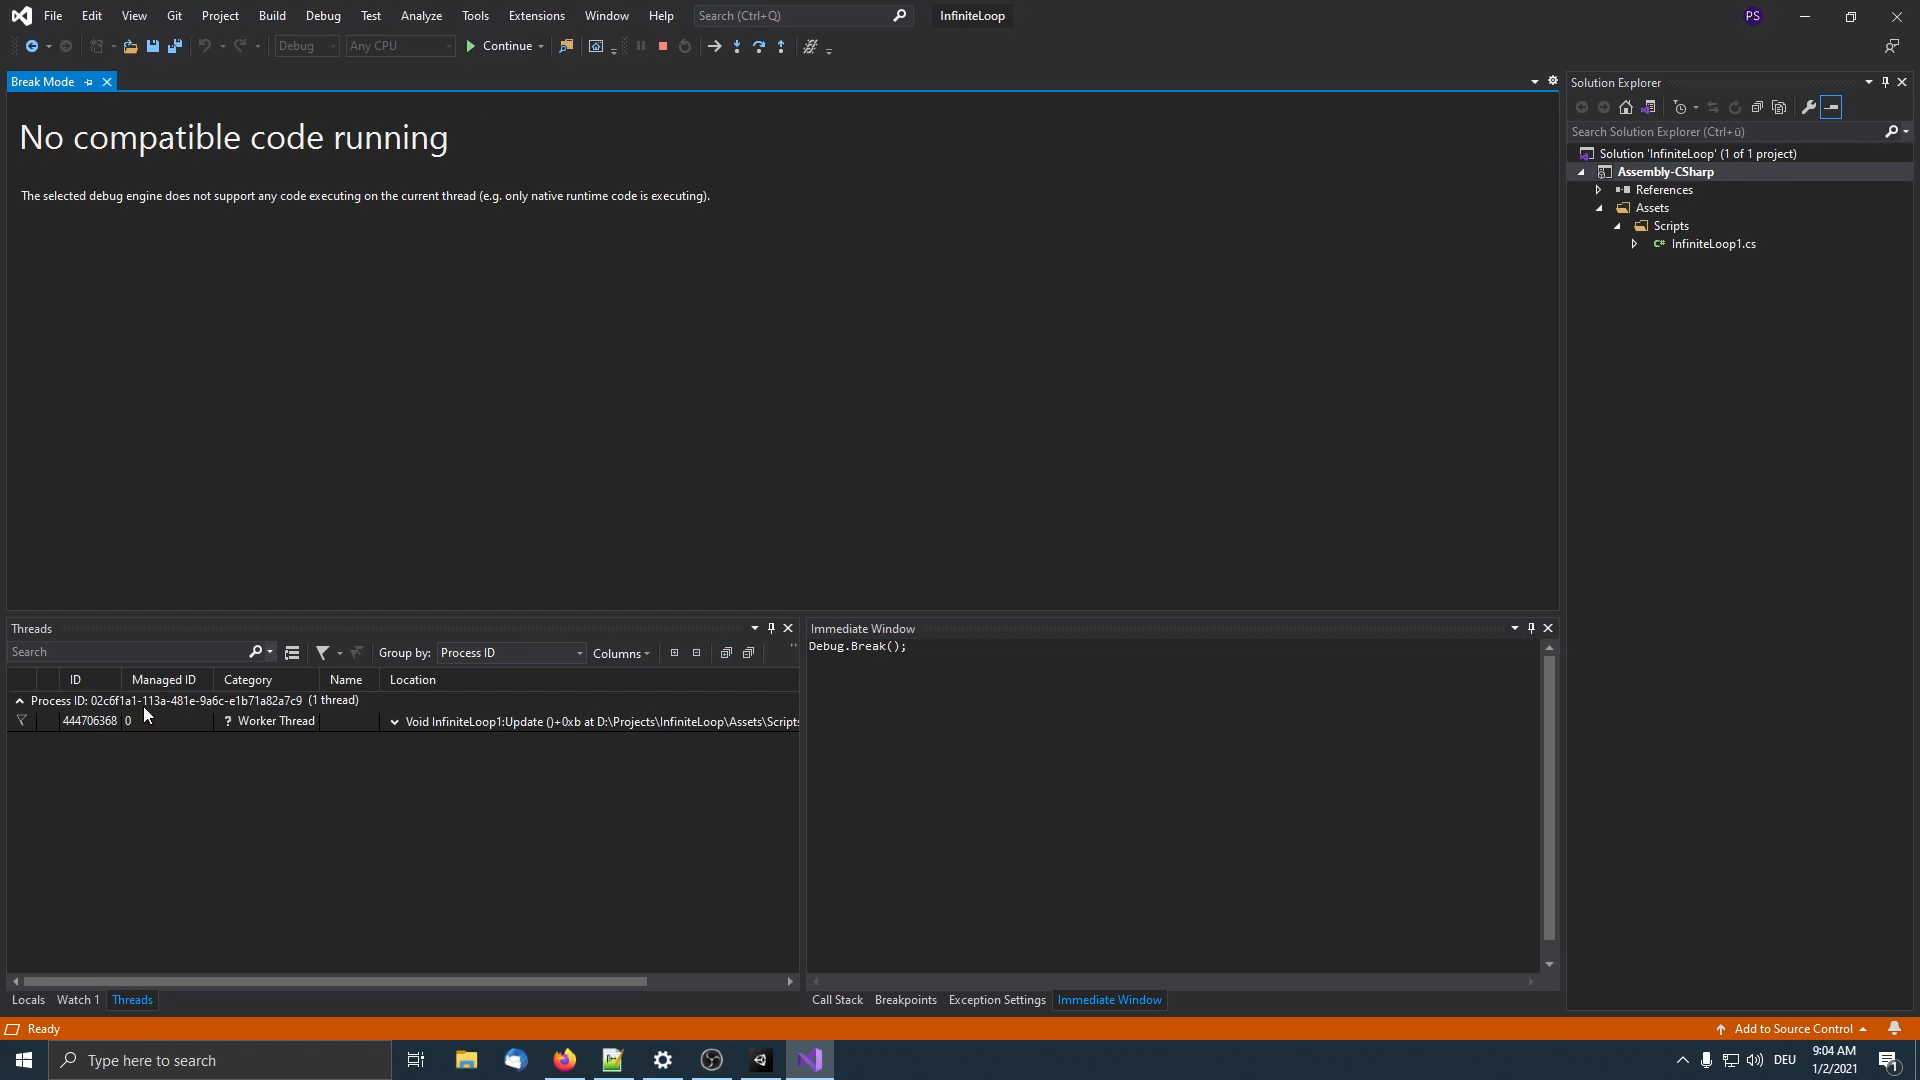 File Edit View Git Project Build Debug Test Analyze Tools Extensions Window Help Search (Ctrl+Q) InfiniteLoop PS
Debug Any CPU Continue
Break Mode
No compatible code running
The selected debug engine does not support any code executing on the current thread (e.g. only native runtime code is executing).
Solution Explorer
Search Solution Explorer (Ctrl+ü)
Solution 'InfiniteLoop' (1 of 1 project)
Assembly-CSharp
References
Assets
Scripts
C# InfiniteLoop1.cs
Threads
Search Group by: Process ID Columns
ID Managed ID Category Name Location
Process ID: 02c6f1a1-113a-481e-9a6c-e1b71a82a7c9 (1 thread)
444706368 0 ? Worker Thread Void InfiniteLoop1:Update ()+0xb at D:\Projects\InfiniteLoop\Assets\Scripts
Immediate Window
Debug.Break();
Locals Watch 1 Threads
Call Stack Breakpoints Exception Settings Immediate Window
Ready Add to Source Control
Type here to search
DEU 9:04 AM
1/2/2021
1